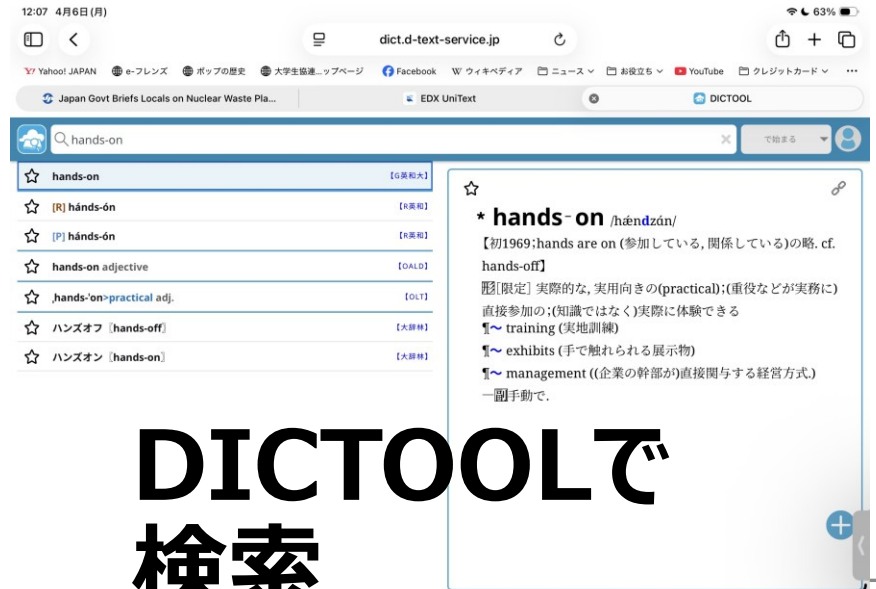 12:07 4月6日(月)
63%
dict.d-text-service.jp
Yahoo! JAPAN e-フレンズ ポップの歴史 大学生協連...ップページ Facebook W ウィキペディア ニュース お役立ち YouTube クレジットカード
Japan Govt Briefs Locals on Nuclear Waste Pla... EDX UniText DICTOOL
hands-on で始まる
hands-on 【G英和大】
[R] hánds-ón 【R英和】
[P] hánds-ón 【R英和】
hands-on adjective 【OALD】
ˌhands-ˈon>practical adj. 【OLT】
ハンズオフ〖hands-off〗 【大辞林】
ハンズオン〖hands-on〗 【大辞林】
* hands-on /hǽndzɑ́n/
【初1969;hands are on (参加している, 関係している)の略. cf.
hands-off】
形[限定] 実際的な, 実用向きの(practical);(重役などが実務に)
直接参加の;(知識ではなく)実際に体験できる
¶〜 training (実地訓練)
¶〜 exhibits (手で触れられる展示物)
¶〜 management ((企業の幹部が)直接関与する経営方式.)
―副手動で.
DICTOOLで
検索